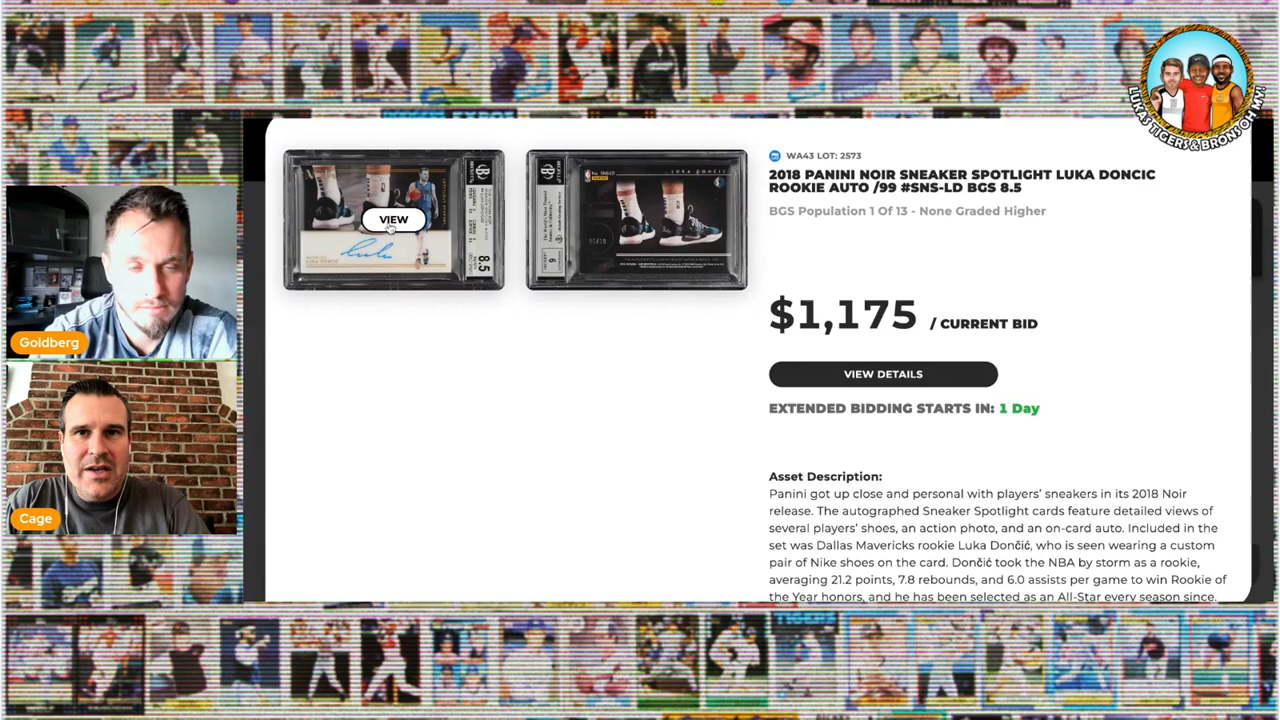 LUKA'S TIGERS & BRONS OH MY!
WA43 LOT: 2573
2018 PANINI NOIR SNEAKER SPOTLIGHT LUKA DONCIC
ROOKIE AUTO /99 #SNS-LD BGS 8.5
BGS Population 1 Of 13 - None Graded Higher
VIEW
8.5
LUKA DONCIC
$1,175 / CURRENT BID
VIEW DETAILS
EXTENDED BIDDING STARTS IN: 1 Day
Goldberg
Cage
Asset Description:
Panini got up close and personal with players' sneakers in its 2018 Noir
release. The autographed Sneaker Spotlight cards feature detailed views of
several players' shoes, an action photo, and an on-card auto. Included in the
set was Dallas Mavericks rookie Luka Dončić, who is seen wearing a custom
pair of Nike shoes on the card. Dončić took the NBA by storm as a rookie,
averaging 21.2 points, 7.8 rebounds, and 6.0 assists per game to win Rookie of
the Year honors, and he has been selected as an All-Star every season since.
TIGERS